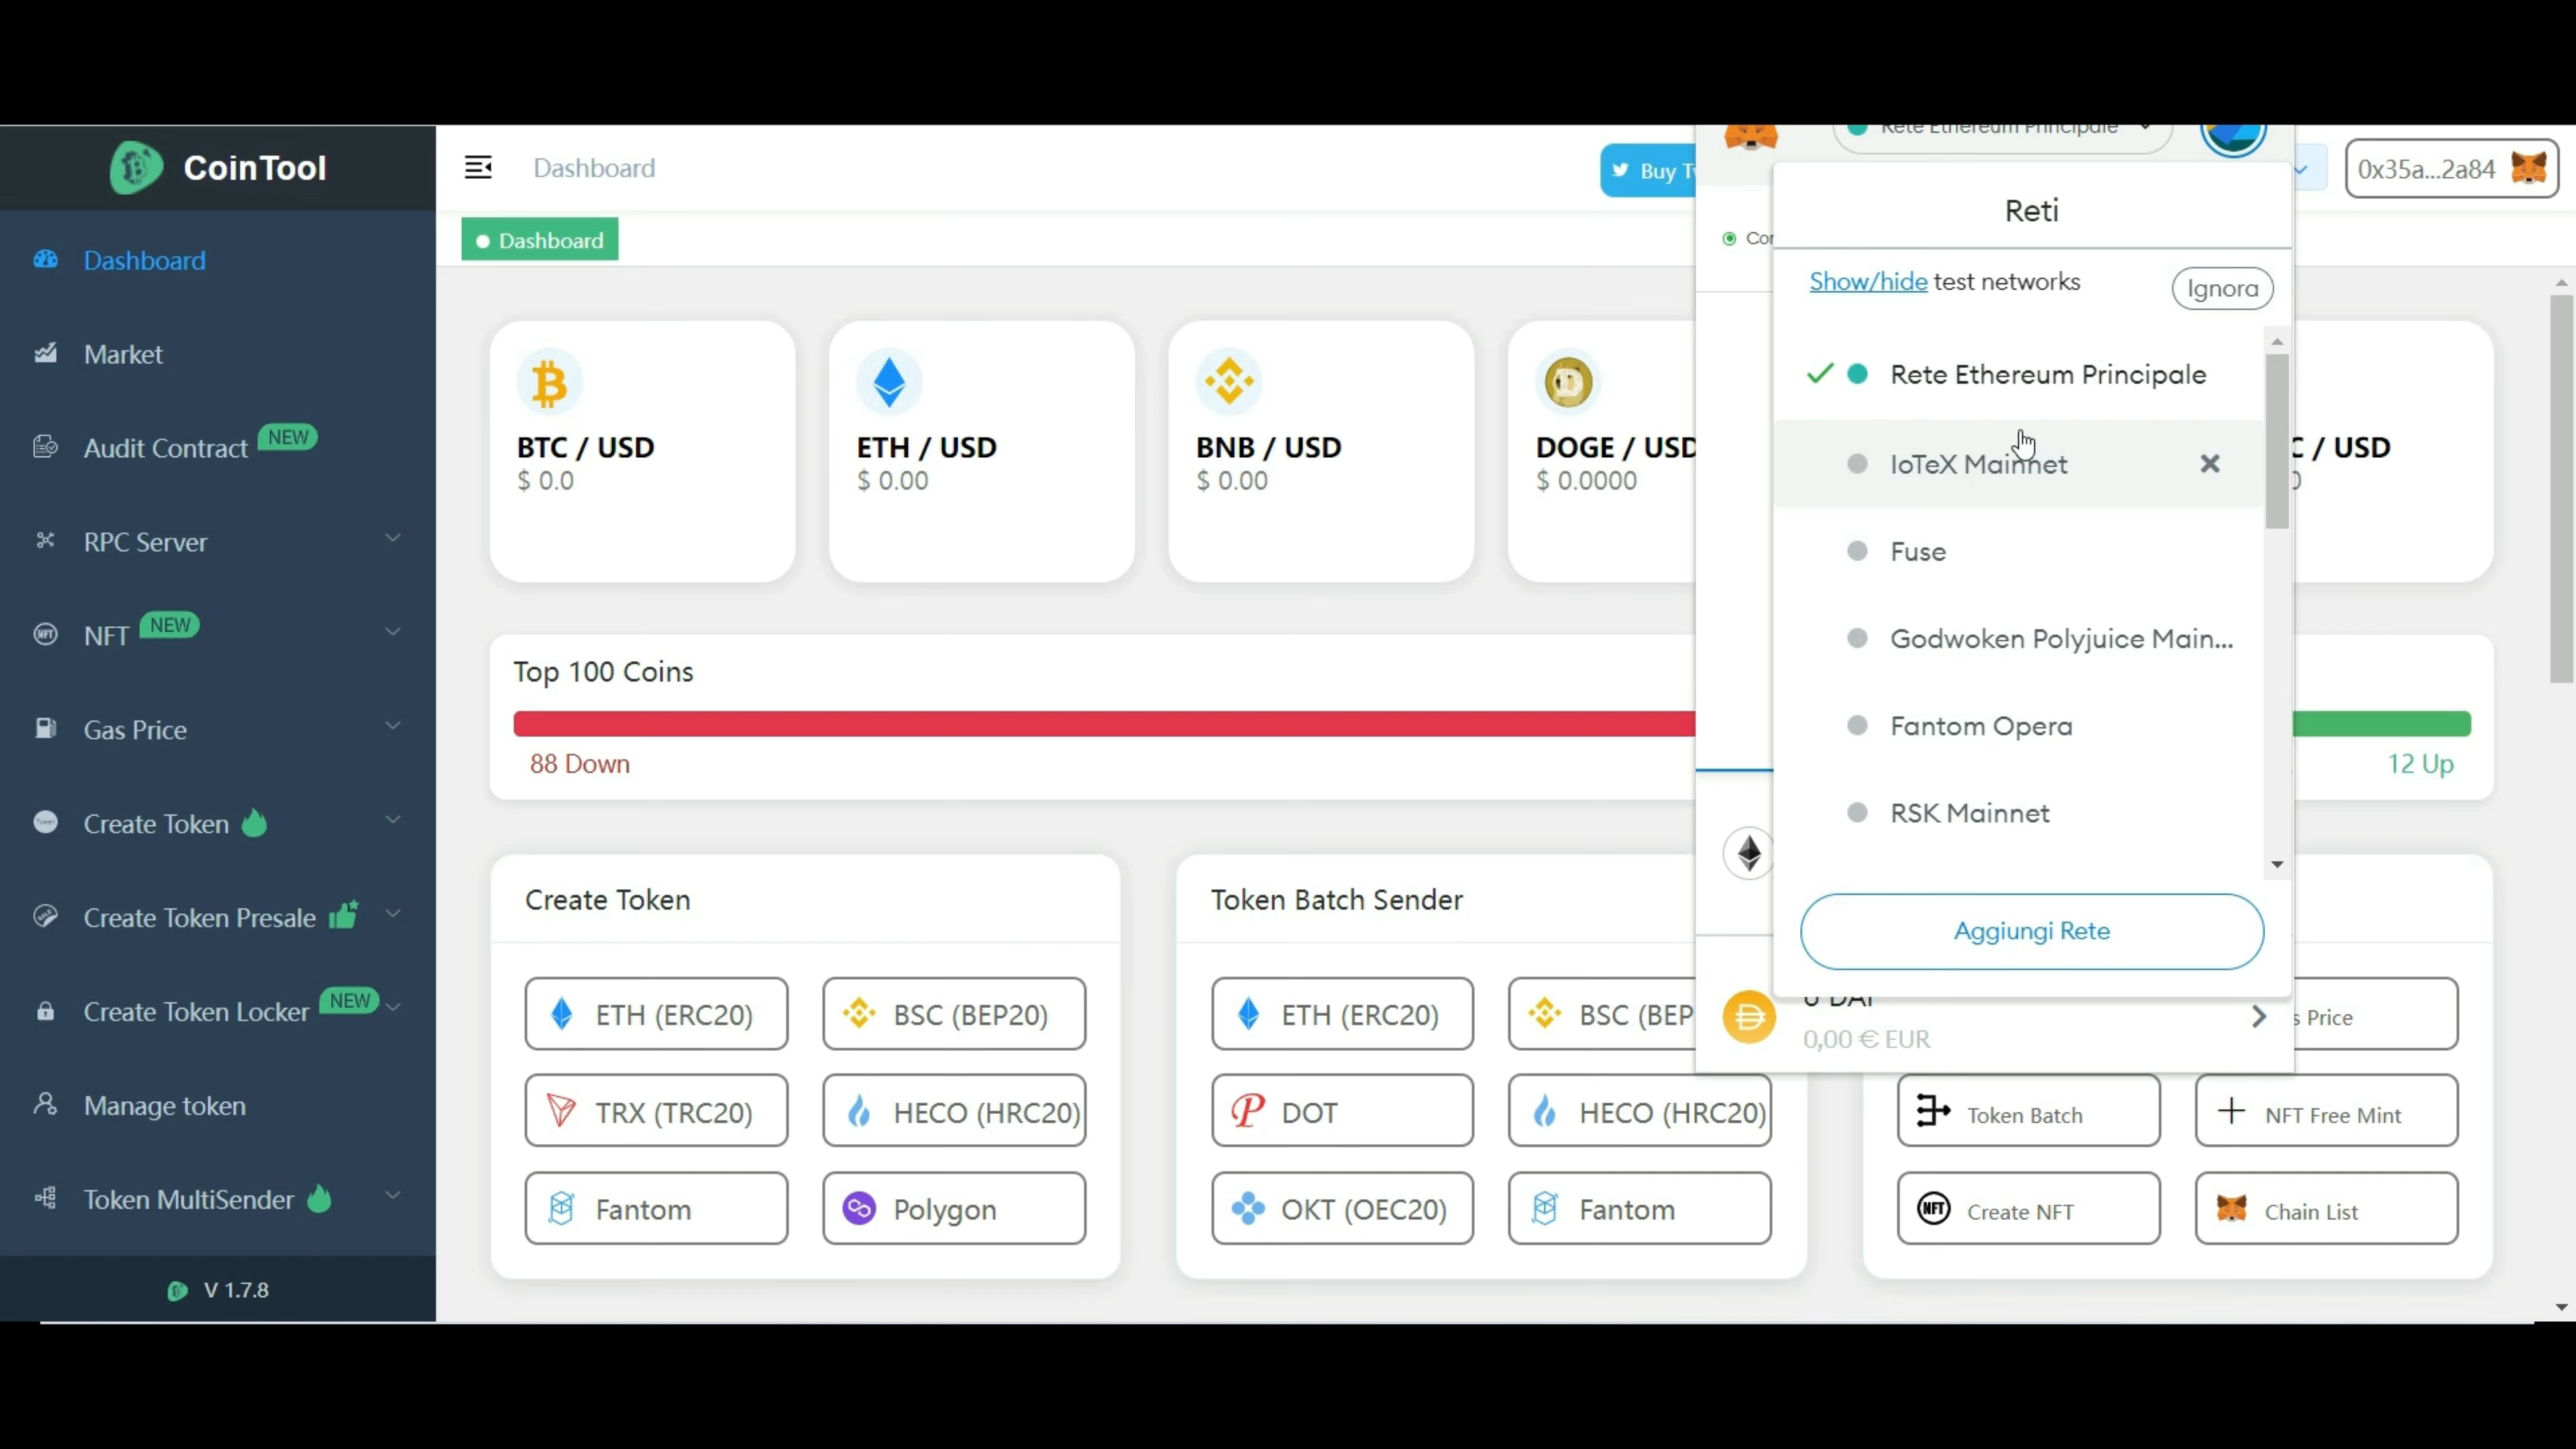 CoinTool
Dashboard
Market
Audit Contract NEW
RPC Server
NFT NEW
Gas Price
Create Token
Create Token Presale
Create Token Locker NEW
Manage token
Token MultiSender
V 1.7.8
Dashboard
Buy
0x35a...2a84
Dashboard
BTC / USD
$ 0.0
ETH / USD
$ 0.00
BNB / USD
$ 0.00
DOGE / USD
$ 0.0000
C / USD
Top 100 Coins
88 Down
12 Up
Create Token
ETH (ERC20)
BSC (BEP20)
TRX (TRC20)
HECO (HRC20)
Fantom
Polygon
Token Batch Sender
ETH (ERC20)
BSC (BEP
DOT
HECO (HRC20)
OKT (OEC20)
Fantom
s Price
Token Batch
NFT Free Mint
NFT
Create NFT
Chain List
Rete Ethereum Principale
Reti
Show/hide test networks
Ignora
Rete Ethereum Principale
IoTeX Mainnet
Fuse
Godwoken Polyjuice Main...
Fantom Opera
RSK Mainnet
Aggiungi Rete
0 DAI
0,00 € EUR